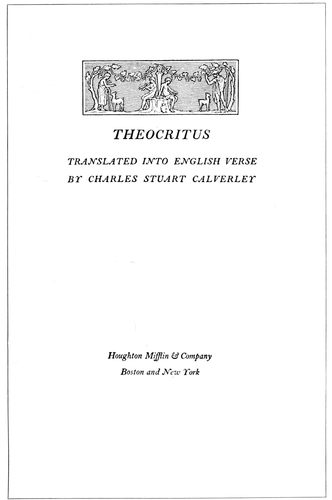 THEOCRITUS
TRANSLATED INTO ENGLISH VERSE
BY CHARLES STUART CALVERLEY
Houghton Mifflin & Company
Boston and New York